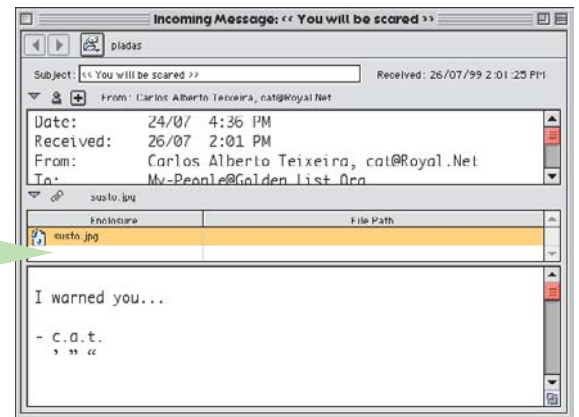 Incoming Message: ‹‹ You will be scared ››
piadas
Subject: ‹‹ You will be scared ››
Received: 26/07/99 2:01:25 PM
From: Carlos Alberto Teixeira, cat@Royal.Net
Date: 24/07 4:36 PM
Received: 26/07 2:01 PM
From: Carlos Alberto Teixeira, cat@Royal.Net
To: My-People@Golden.List.Org
susto.jpg
Enclosure File Path
susto.jpg
I warned you...
- c.a.t.
’ ” “